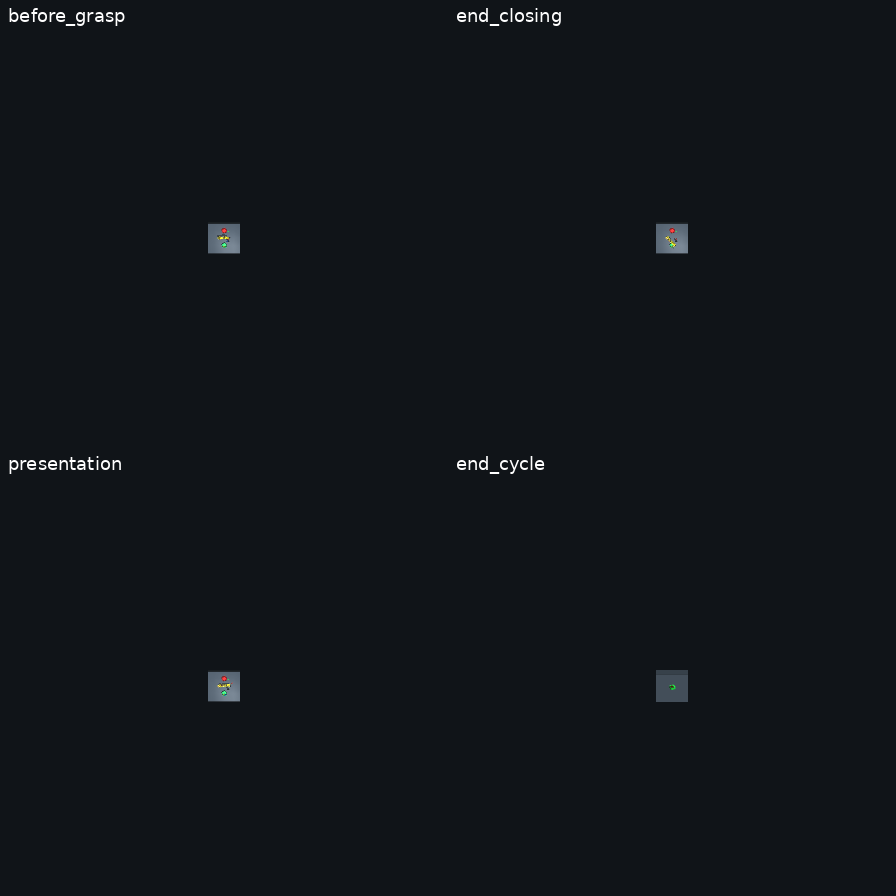 before_grasp
end_closing
presentation
end_cycle